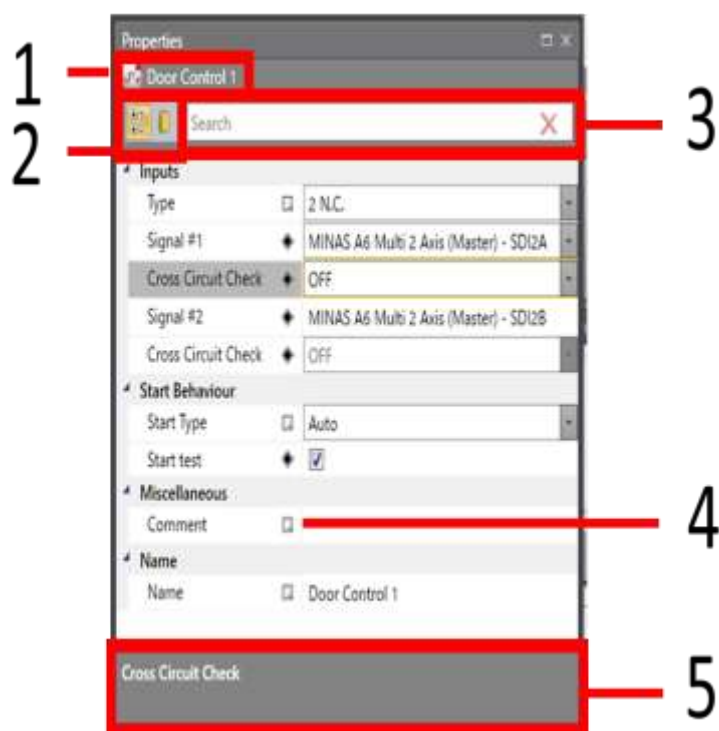 Properties
1 Door Control 1
2 Search 3
Inputs
Type 2 N.C.
Signal #1 MINAS A6 Multi 2 Axis (Master) - SDI2A
Cross Circuit Check OFF
Signal #2 MINAS A6 Multi 2 Axis (Master) - SDI2B
Cross Circuit Check OFF
Start Behaviour
Start Type Auto
Start test
Miscellaneous
Comment 4
Name
Name Door Control 1
Cross Circuit Check
5